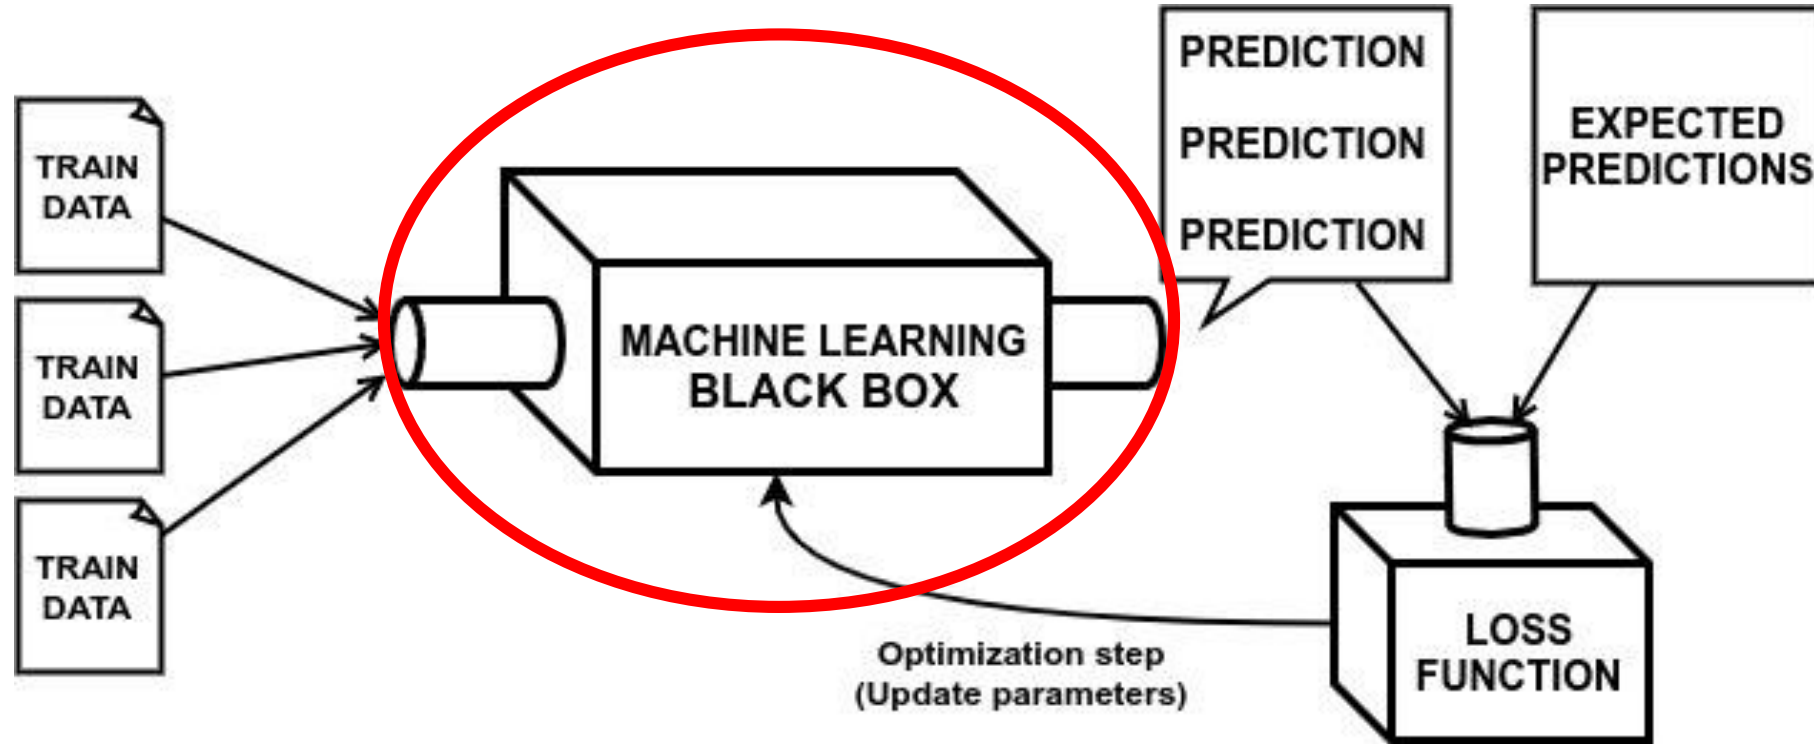 TRAIN
DATA
TRAIN
DATA
TRAIN
DATA
MACHINE LEARNING
BLACK BOX
PREDICTION
PREDICTION
PREDICTION
EXPECTED
PREDICTIONS
LOSS
FUNCTION
Optimization step
(Update parameters)